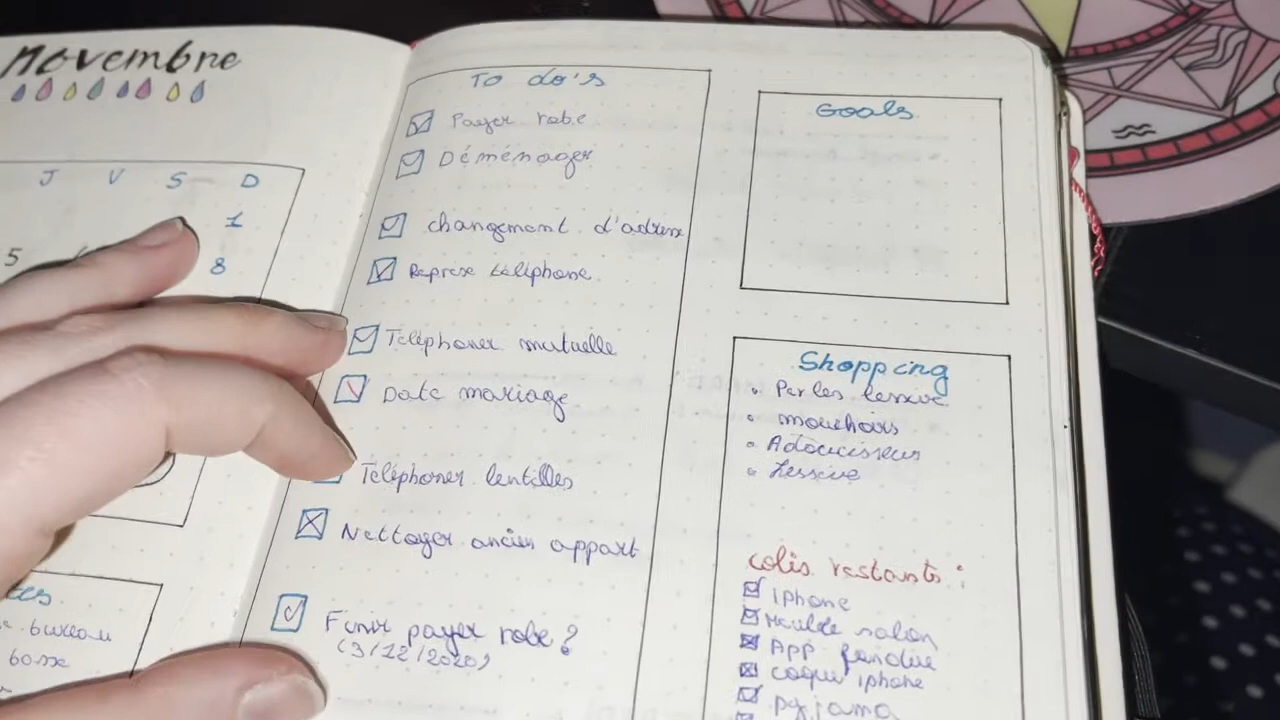 Novembre
J V S D
1
5
8
bureau
boxe
To do's
Payer robe
Déménager
changement d'adresse
Reprise téléphone
Téléphoner mutuelle
Date mariage
Téléphoner lentilles
Nettoyer ancien appart
Finir payer robe?
(3/12/2020)
Goals
Shopping
Perles lessive
mouchoirs
Adoucisseur
Lessive
colis restants:
iphone
Meuble salon
App fondue
coque iphone
pyjama